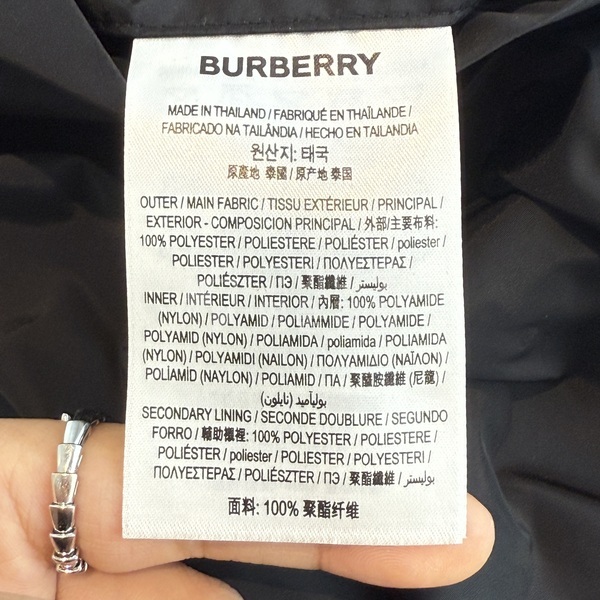 BURBERRY
MADE IN THAILAND / FABRIQUÉ EN THAÏLANDE /
FABRICADO NA TAILÂNDIA / HECHO EN TAILANDIA
원산지: 태국
原產地 泰國 / 原产地 泰国
OUTER / MAIN FABRIC / TISSU EXTÉRIEUR / PRINCIPAL /
EXTERIOR - COMPOSICION PRINCIPAL / 外部/主要布料:
100% POLYESTER / POLIESTERE / POLIÉSTER / poliester /
POLIESTER / POLYESTERI / ΠΟΛΥΕΣΤΕΡΑΣ /
POLIÉSZTER / ПЭ / 聚酯纖維 / بوليستر
INNER / INTÉRIEUR / INTERIOR / 內層: 100% POLYAMIDE
(NYLON) / POLYAMID / POLIAMMIDE / POLYAMIDE /
POLYAMID (NYLON) / POLIAMIDA / poliamida / POLIAMIDA
(NYLON) / POLYAMIDI (NAILON) / ΠΟΛΥΑΜΙΔΙΟ (ΝΑΪΛΟΝ) /
POLİAMİD (NAYLON) / POLIAMID / ПА / 聚醯胺纖維 (尼龍) /
بولياميد (نايلون)
SECONDARY LINING / SECONDE DOUBLURE / SEGUNDO
FORRO / 輔助襯裡: 100% POLYESTER / POLIESTERE /
POLIÉSTER / poliester / POLIESTER / POLYESTERI /
ΠΟΛΥΕΣΤΕΡΑΣ / POLIÉSZTER / ПЭ / 聚酯纖維 / بوليستر
面料: 100% 聚酯纤维